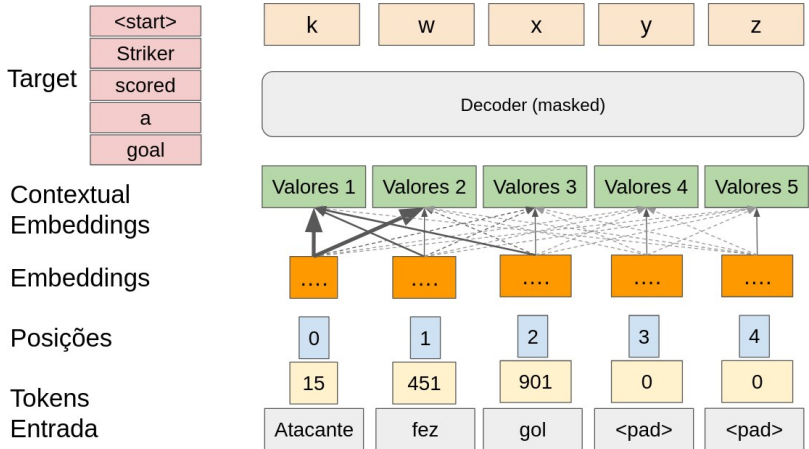 <start>
Striker
scored
a
goal
Target
k w x y z
Decoder (masked)
Contextual
Embeddings
Valores 1 Valores 2 Valores 3 Valores 4 Valores 5
Embeddings
.... .... .... .... ....
Posições
0 1 2 3 4
Tokens
15 451 901 0 0
Entrada
Atacante fez gol <pad> <pad>